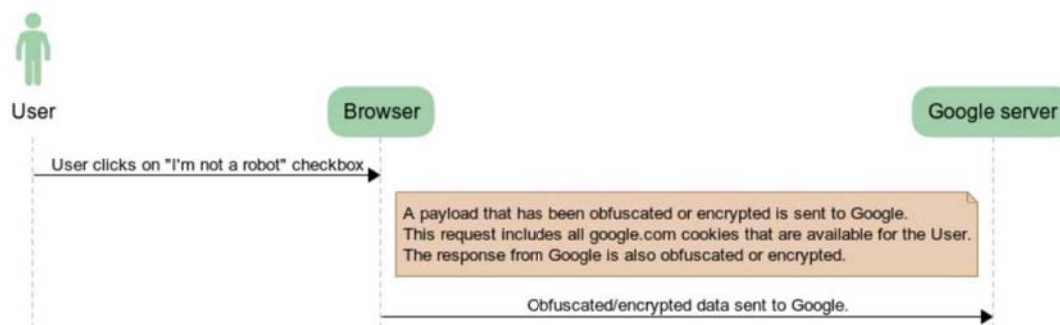 User
Browser
Google server
User clicks on "I'm not a robot" checkbox
A payload that has been obfuscated or encrypted is sent to Google.
This request includes all google.com cookies that are available for the User.
The response from Google is also obfuscated or encrypted.
Obfuscated/encrypted data sent to Google.